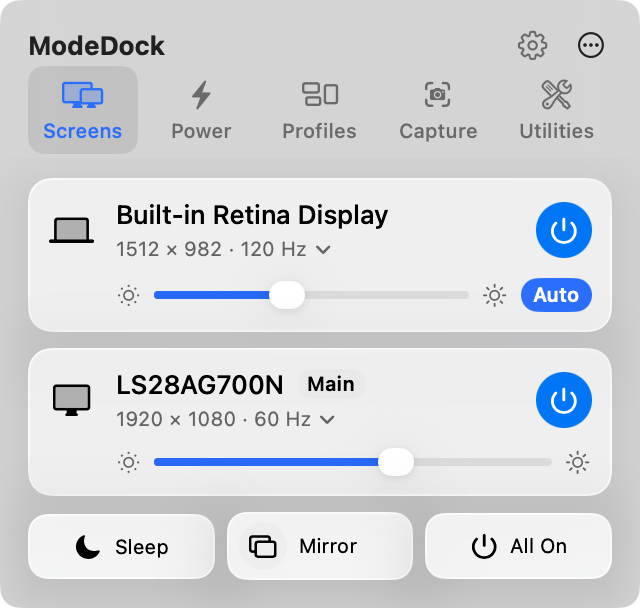 ModeDock
Screens
Power
Profiles
Capture
Utilities
Built-in Retina Display
1512 × 982 · 120 Hz
Auto
LS28AG700N Main
1920 × 1080 · 60 Hz
Sleep
Mirror
All On